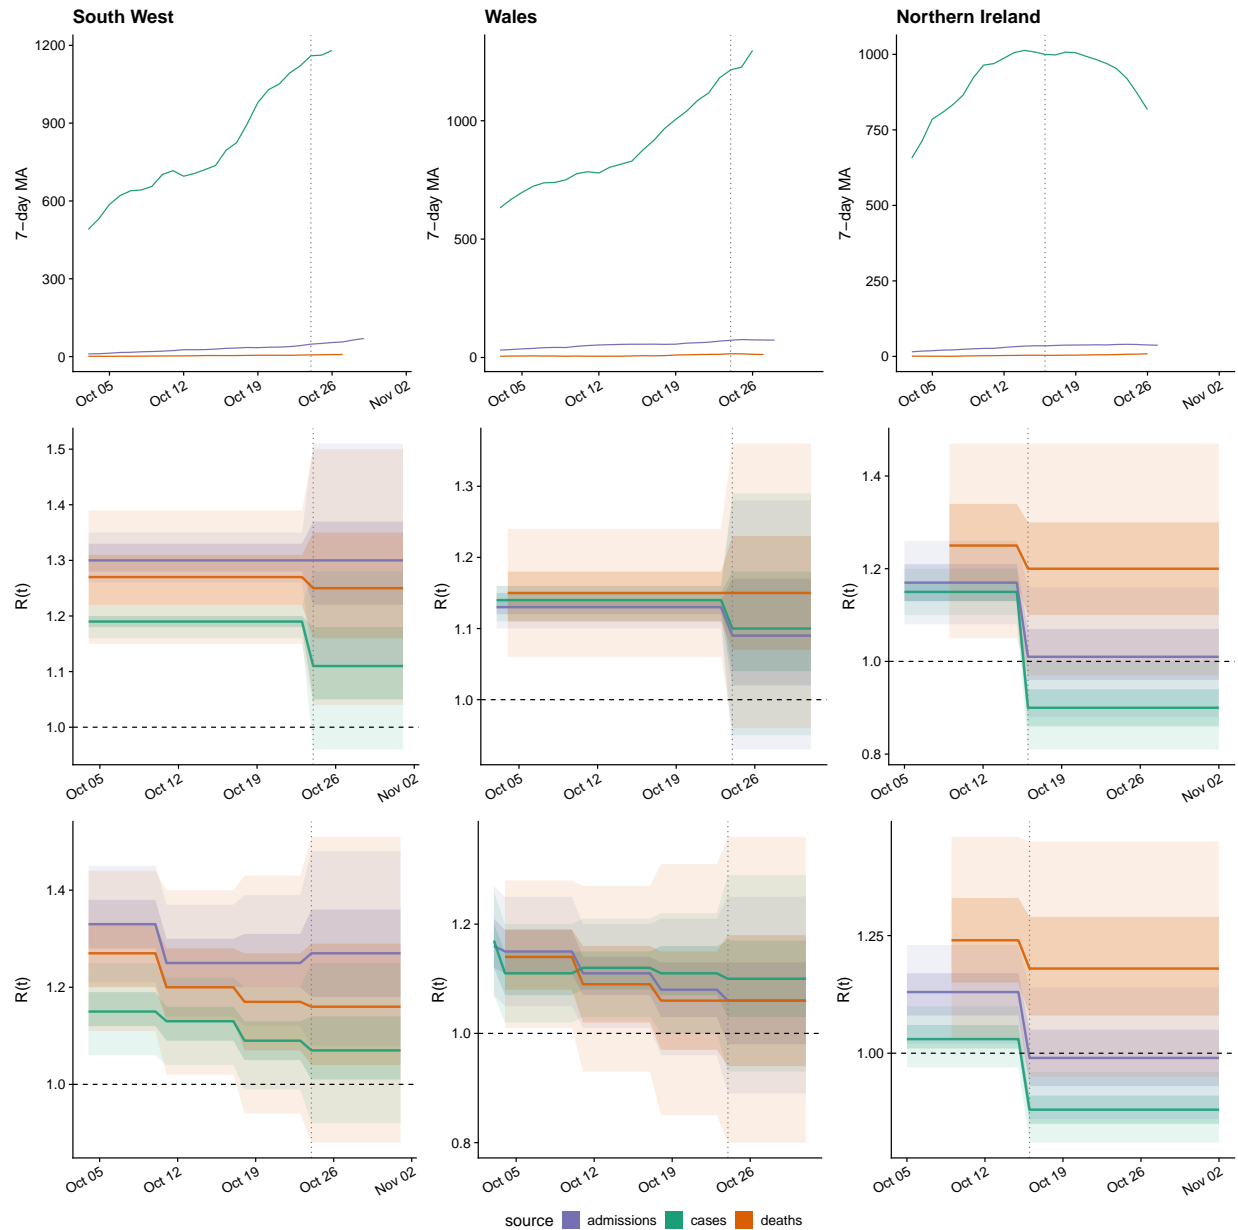 South West
Wales
Northern Ireland
7−day MA
1200
900
600
300
0
Oct 05
Oct 12
Oct 19
Oct 26
Nov 02
7−day MA
1000
500
0
Oct 05
Oct 12
Oct 19
Oct 26
7−day MA
1000
750
500
250
0
Oct 05
Oct 12
Oct 19
Oct 26
Nov 02
R(t)
1.5
1.4
1.3
1.2
1.1
1.0
Oct 05
Oct 12
Oct 19
Oct 26
Nov 02
R(t)
1.3
1.2
1.1
1.0
Oct 05
Oct 12
Oct 19
Oct 26
R(t)
1.4
1.2
1.0
0.8
Oct 05
Oct 12
Oct 19
Oct 26
Nov 02
R(t)
1.4
1.2
1.0
Oct 05
Oct 12
Oct 19
Oct 26
Nov 02
R(t)
1.2
1.0
0.8
Oct 05
Oct 12
Oct 19
Oct 26
R(t)
1.25
1.00
Oct 05
Oct 12
Oct 19
Oct 26
Nov 02
source admissions cases deaths